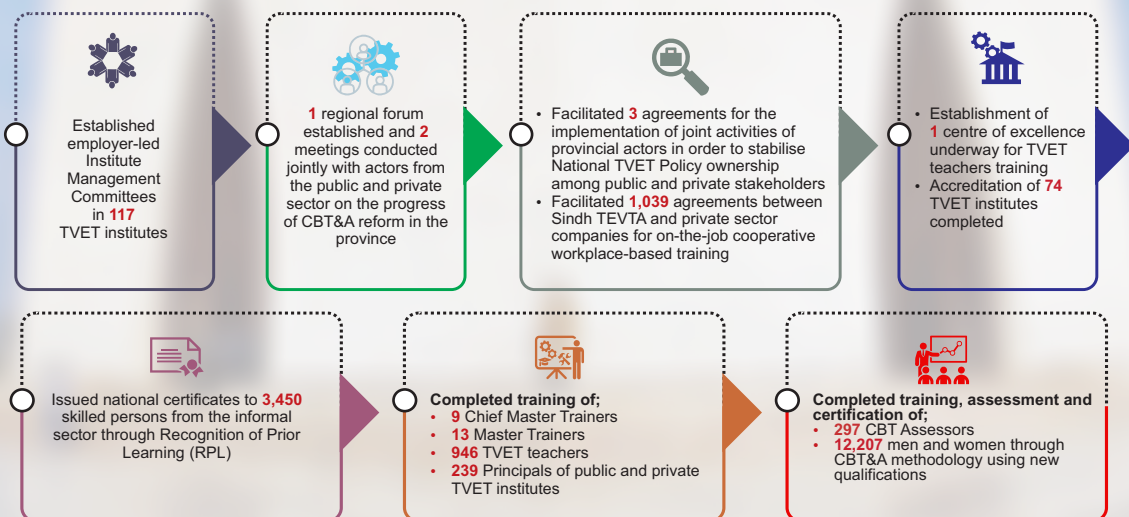 Established
employer-led
Institute
Management
Committees
in 117
TVET institutes
1 regional forum
established and 2
meetings conducted
jointly with actors from
the public and private
sector on the progress
of CBT&A reform in the
province
• Facilitated 3 agreements for the
implementation of joint activities of
provincial actors in order to stabilise
National TVET Policy ownership
among public and private stakeholders
• Facilitated 1,039 agreements between
Sindh TEVTA and private sector
companies for on-the-job cooperative
workplace-based training
• Establishment of
1 centre of excellence
underway for TVET
teachers training
• Accreditation of 74
TVET institutes
completed
Issued national certificates to 3,450
skilled persons from the informal
sector through Recognition of Prior
Learning (RPL)
Completed training of;
• 9 Chief Master Trainers
• 13 Master Trainers
• 946 TVET teachers
• 239 Principals of public and private
TVET institutes
Completed training, assessment and
certification of;
• 297 CBT Assessors
• 12,207 men and women through
CBT&A methodology using new
qualifications